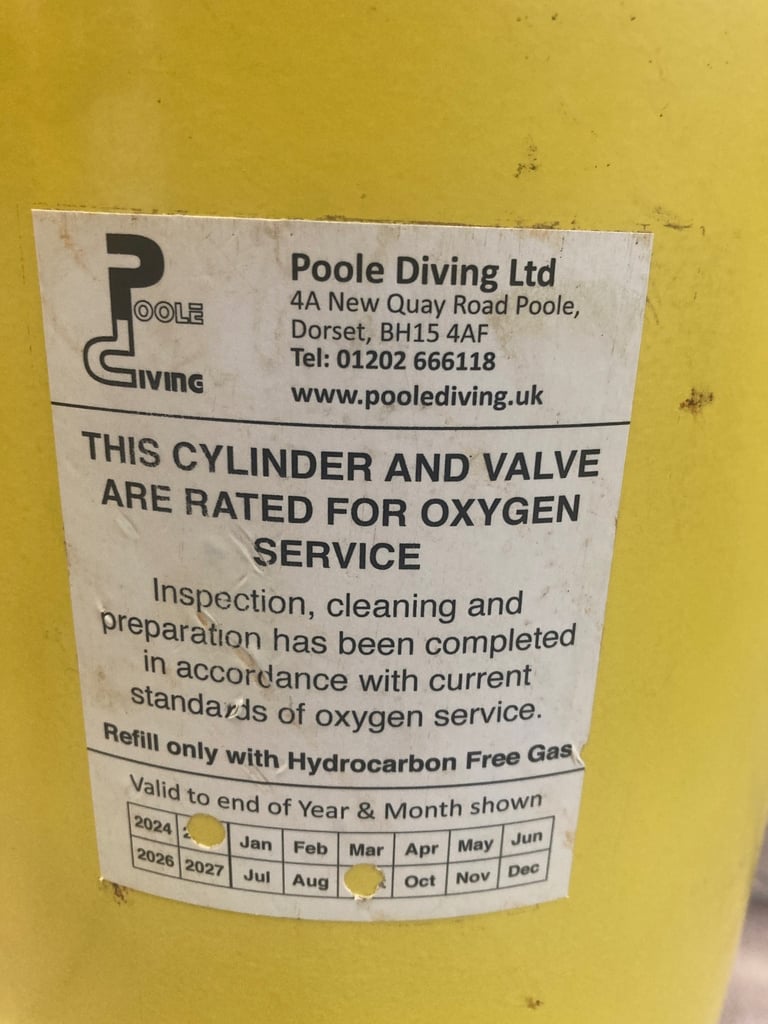 POOLE
DIVING
Poole Diving Ltd
4A New Quay Road Poole,
Dorset, BH15 4AF
Tel: 01202 666118
www.poolediving.uk
THIS CYLINDER AND VALVE
ARE RATED FOR OXYGEN
SERVICE
Inspection, cleaning and
preparation has been completed
in accordance with current
standards of oxygen service.
Refill only with Hydrocarbon Free Gas
Valid to end of Year & Month shown
2024 Jan Feb Mar Apr May Jun
2026 2027 Jul Aug Oct Nov Dec